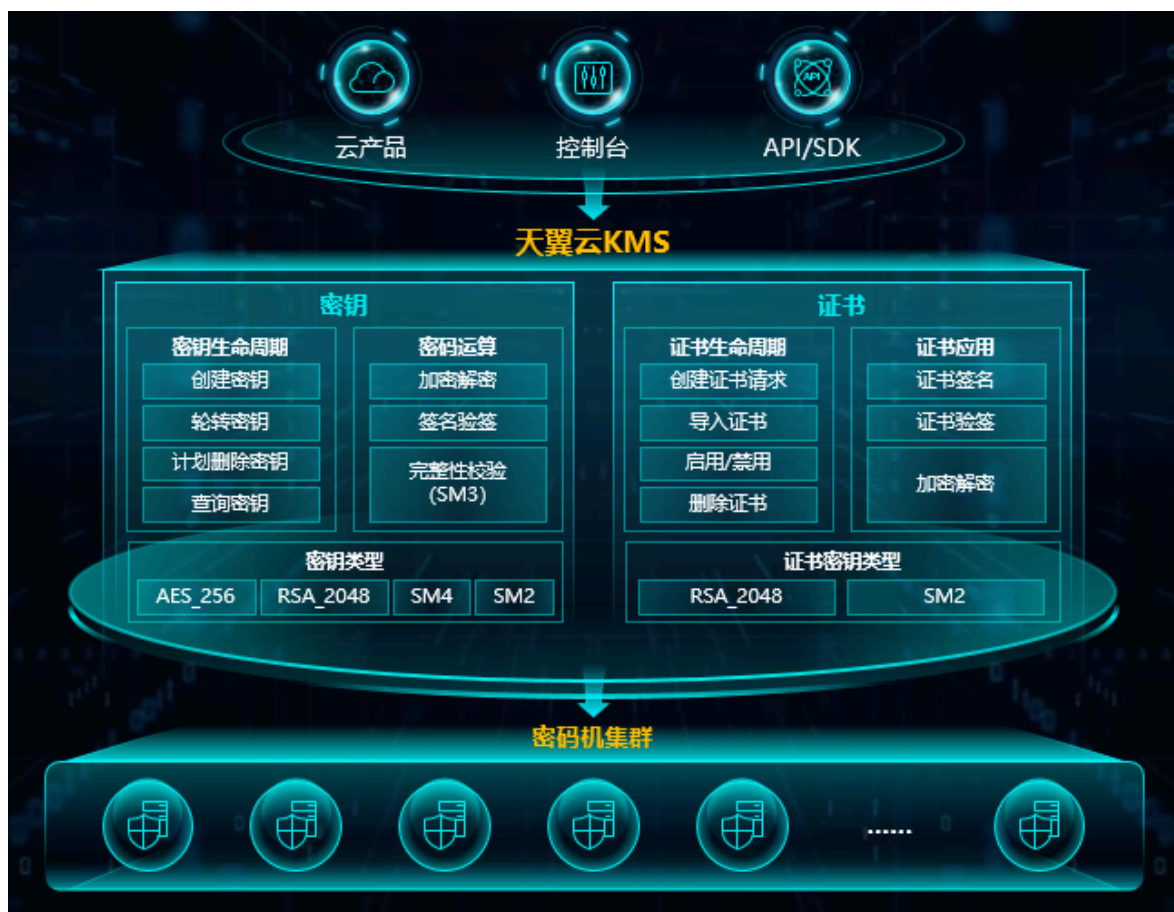 云产品
控制台
API
API/SDK
天翼云KMS
密钥
密钥生命周期
创建密钥
轮转密钥
计划删除密钥
查询密钥
密码运算
加密解密
签名验签
完整性校验
(SM3)
密钥类型
AES_256
RSA_2048
SM4
SM2
证书
证书生命周期
创建证书请求
导入证书
启用/禁用
删除证书
证书应用
证书签名
证书验签
加密解密
证书密钥类型
RSA_2048
SM2
密码机集群
......